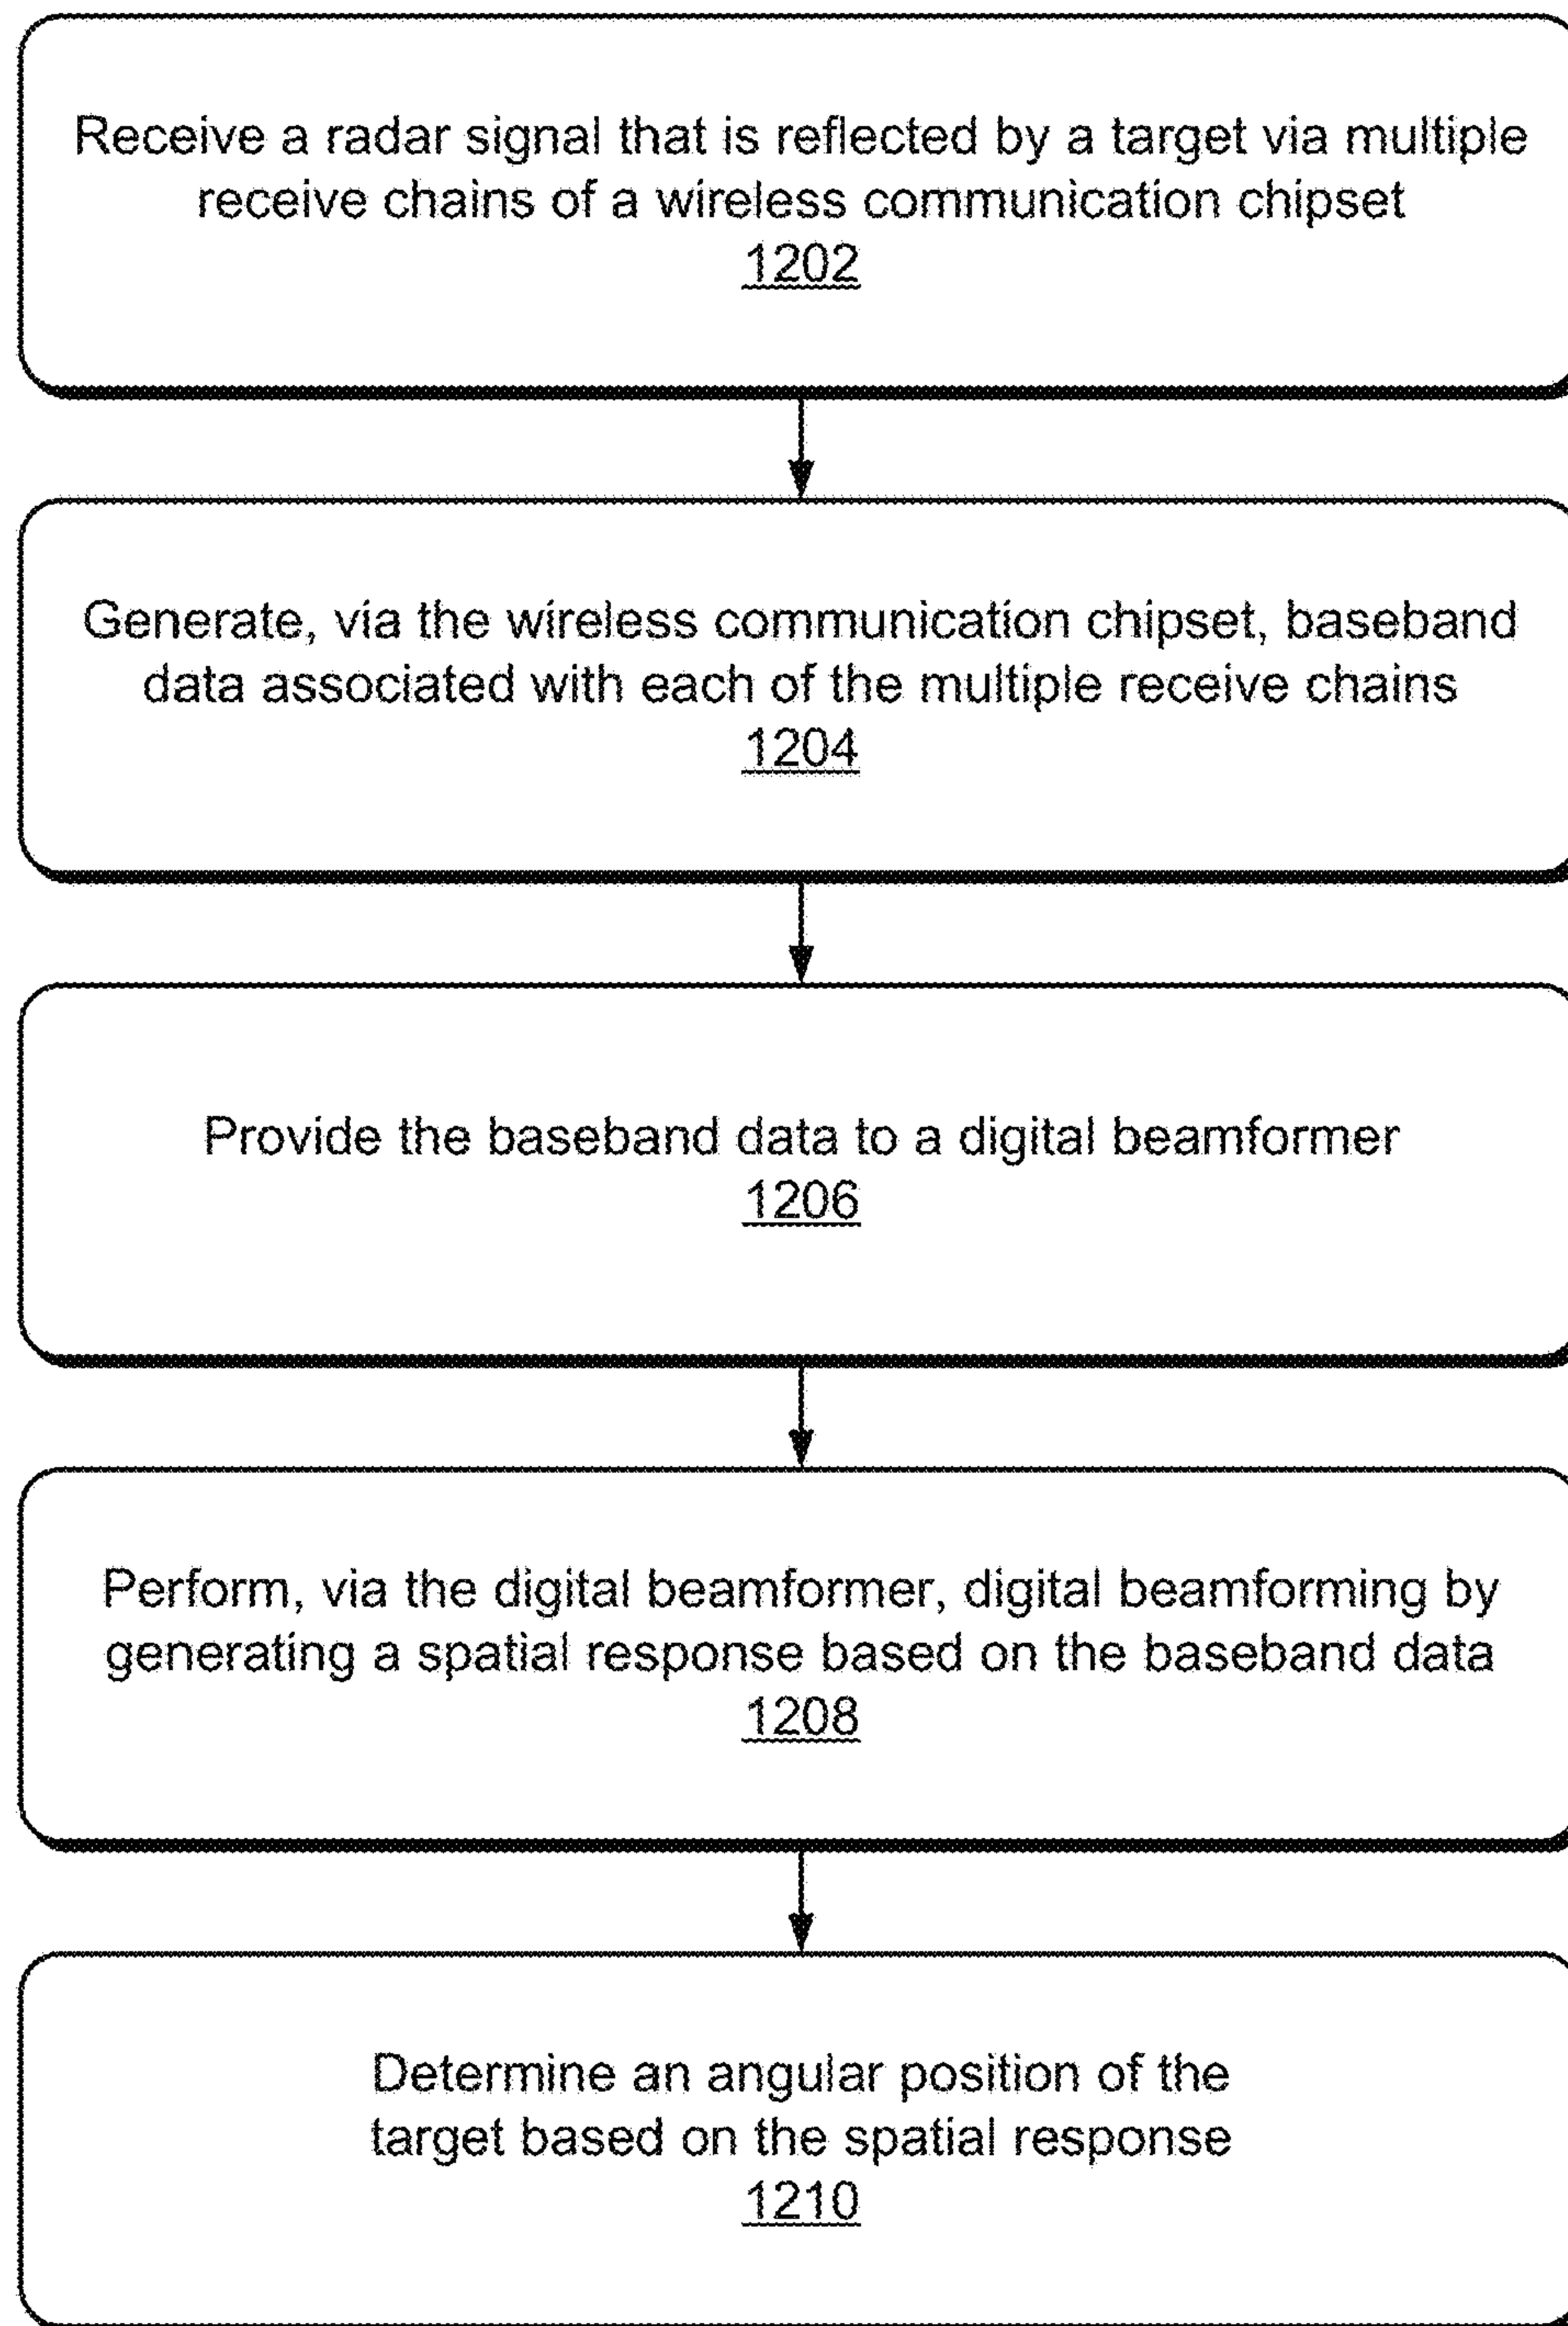 Receive a radar signal that is reflected by a target via multiple
receive chains of a wireless communication chipset
1202
Generate, via the wireless communication chipset, baseband
data associated with each of the multiple receive chains
1204
Provide the baseband data to a digital beamformer
1206
Perform, via the digital beamformer, digital beamforming by
generating a spatial response based on the baseband data
1208
Determine an angular position of the
target based on the spatial response
1210